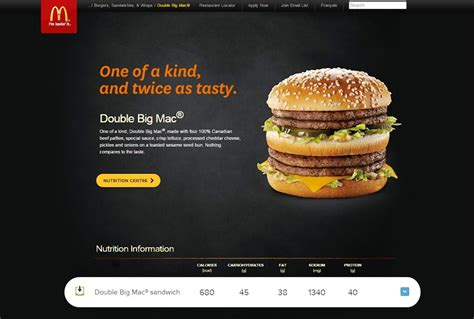 M
i'm lovin' it
.../ Burgers, Sandwiches, & Wraps / Double Big Mac®
Restaurant Locator
Apply Now
Join Email List
Français
Search
One of a kind,
and twice as tasty.
Double Big Mac®
One of a kind, Double Big Mac®, made with four 100% Canadian
beef patties, special sauce, crisp lettuce, processed cheddar cheese,
pickles and onions on a toasted sesame seed bun. Nothing
compares to the taste.
NUTRITION CENTRE
Nutrition Information
CALORIES CARBOHYDRATES FAT SODIUM PROTEIN
(kcal) (g) (g) (mg) (g)
Double Big Mac® sandwich 680 45 38 1340 40